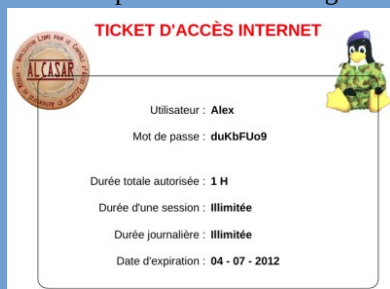 TICKET D'ACCÈS INTERNET
ALCASAR
Utilisateur : Alex
Mot de passe : duKbFUo9
Durée totale autorisée : 1 H
Durée d'une session : Illimitée
Durée journalière : Illimitée
Date d'expiration : 04 - 07 - 2012